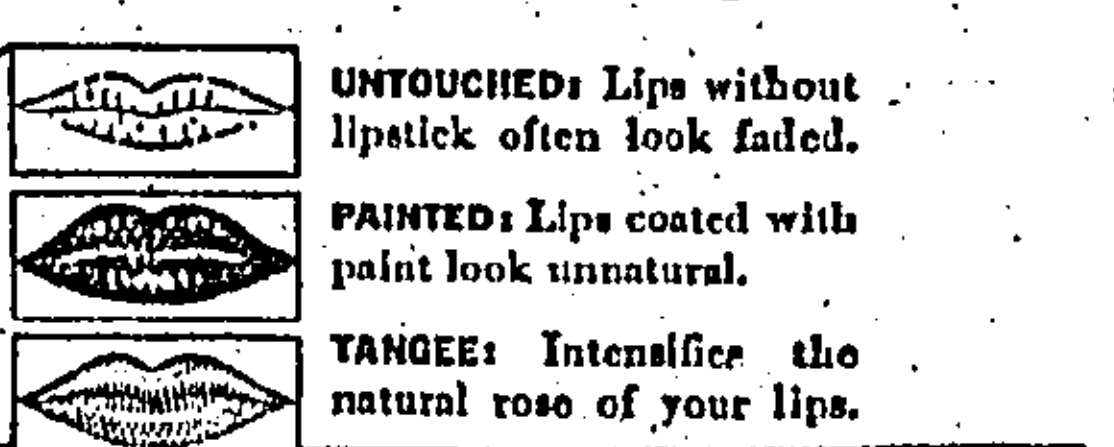 UNTOUCHED: Lips without
lipstick often look faded.
PAINTED: Lips coated with
paint look unnatural.
TANGEE: Intensifies the
natural rose of your lips.